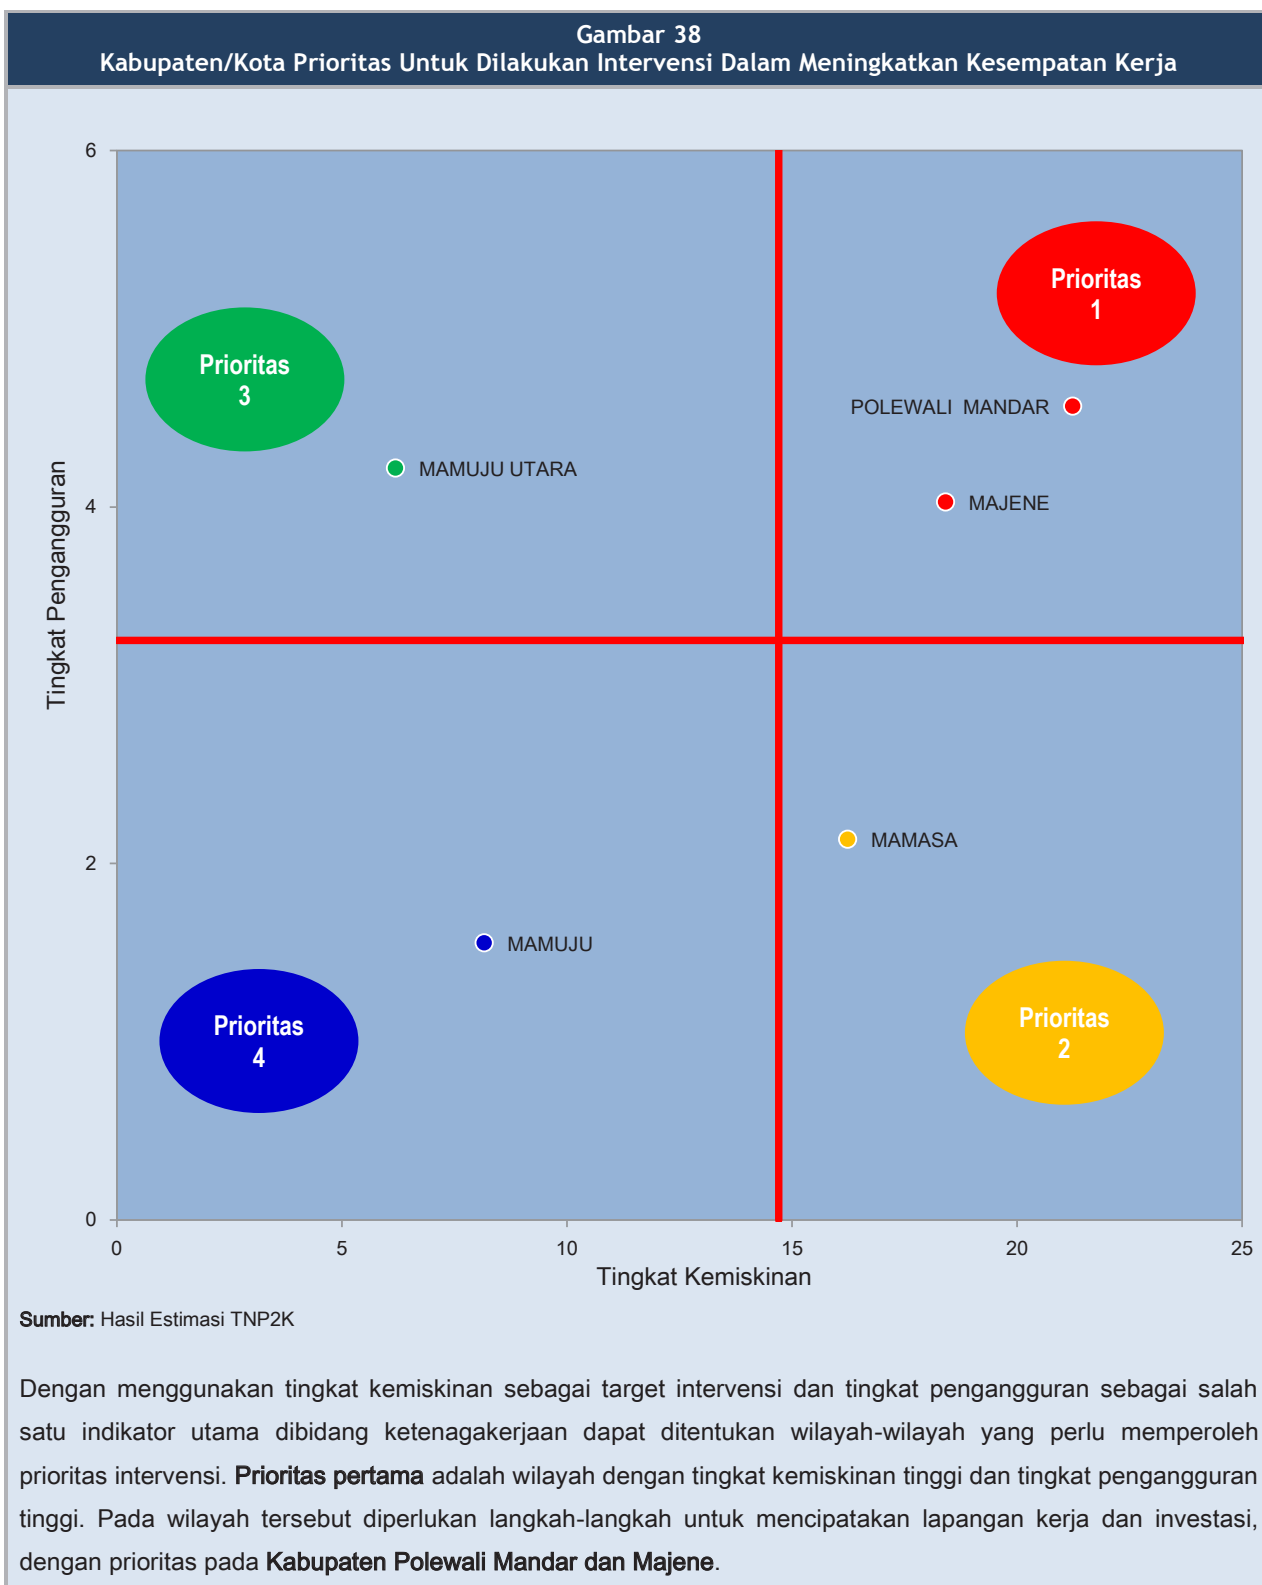 Gambar 38
Kabupaten/Kota Prioritas Untuk Dilakukan Intervensi Dalam Meningkatkan Kesempatan Kerja
6
Prioritas
1
Prioritas
3
POLEWALI MANDAR
MAMUJU UTARA
4
MAJENE
Tingkat Pengangguran
2
MAMASA
MAMUJU
Prioritas
4
Prioritas
2
0
0 5 10 15 20 25
Tingkat Kemiskinan
Sumber: Hasil Estimasi TNP2K
Dengan menggunakan tingkat kemiskinan sebagai target intervensi dan tingkat pengangguran sebagai salah
satu indikator utama dibidang ketenagakerjaan dapat ditentukan wilayah-wilayah yang perlu memperoleh
prioritas intervensi. Prioritas pertama adalah wilayah dengan tingkat kemiskinan tinggi dan tingkat pengangguran
tinggi. Pada wilayah tersebut diperlukan langkah-langkah untuk mencipatakan lapangan kerja dan investasi,
dengan prioritas pada Kabupaten Polewali Mandar dan Majene.